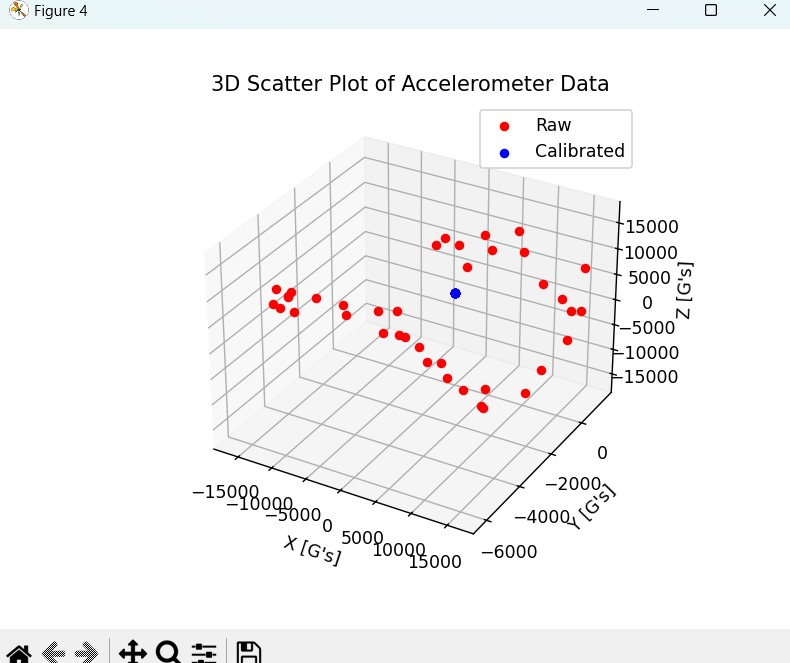 Figure 4
3D Scatter Plot of Accelerometer Data
Raw
Calibrated
15000
10000
5000
0
−5000
−10000
−15000
Z [G's]
0
−2000
−4000
−6000
Y [G's]
−15000
−10000
−5000
0
5000
10000
15000
X [G's]